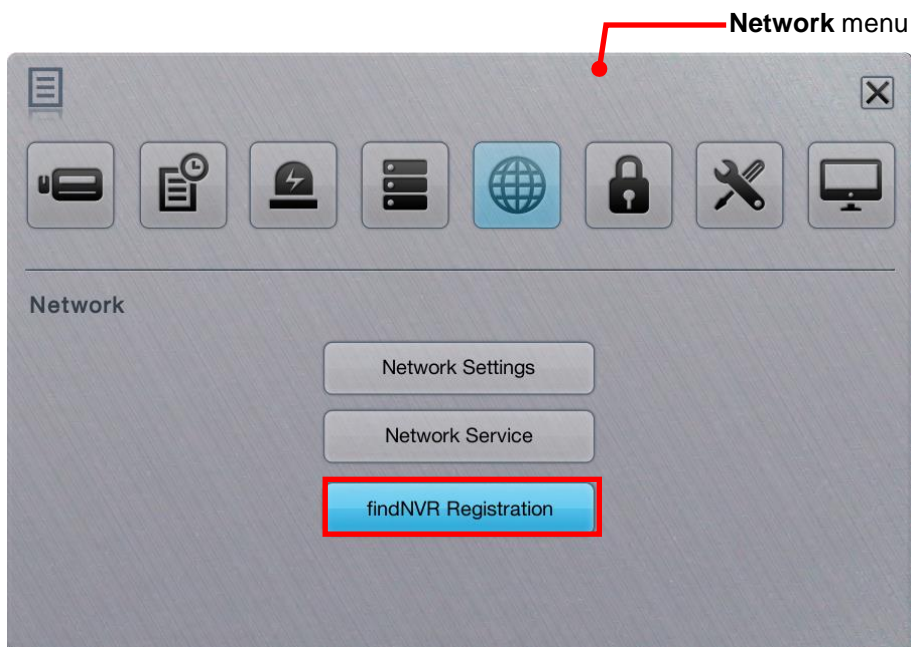 Network menu
Network
Network Settings
Network Service
findNVR Registration